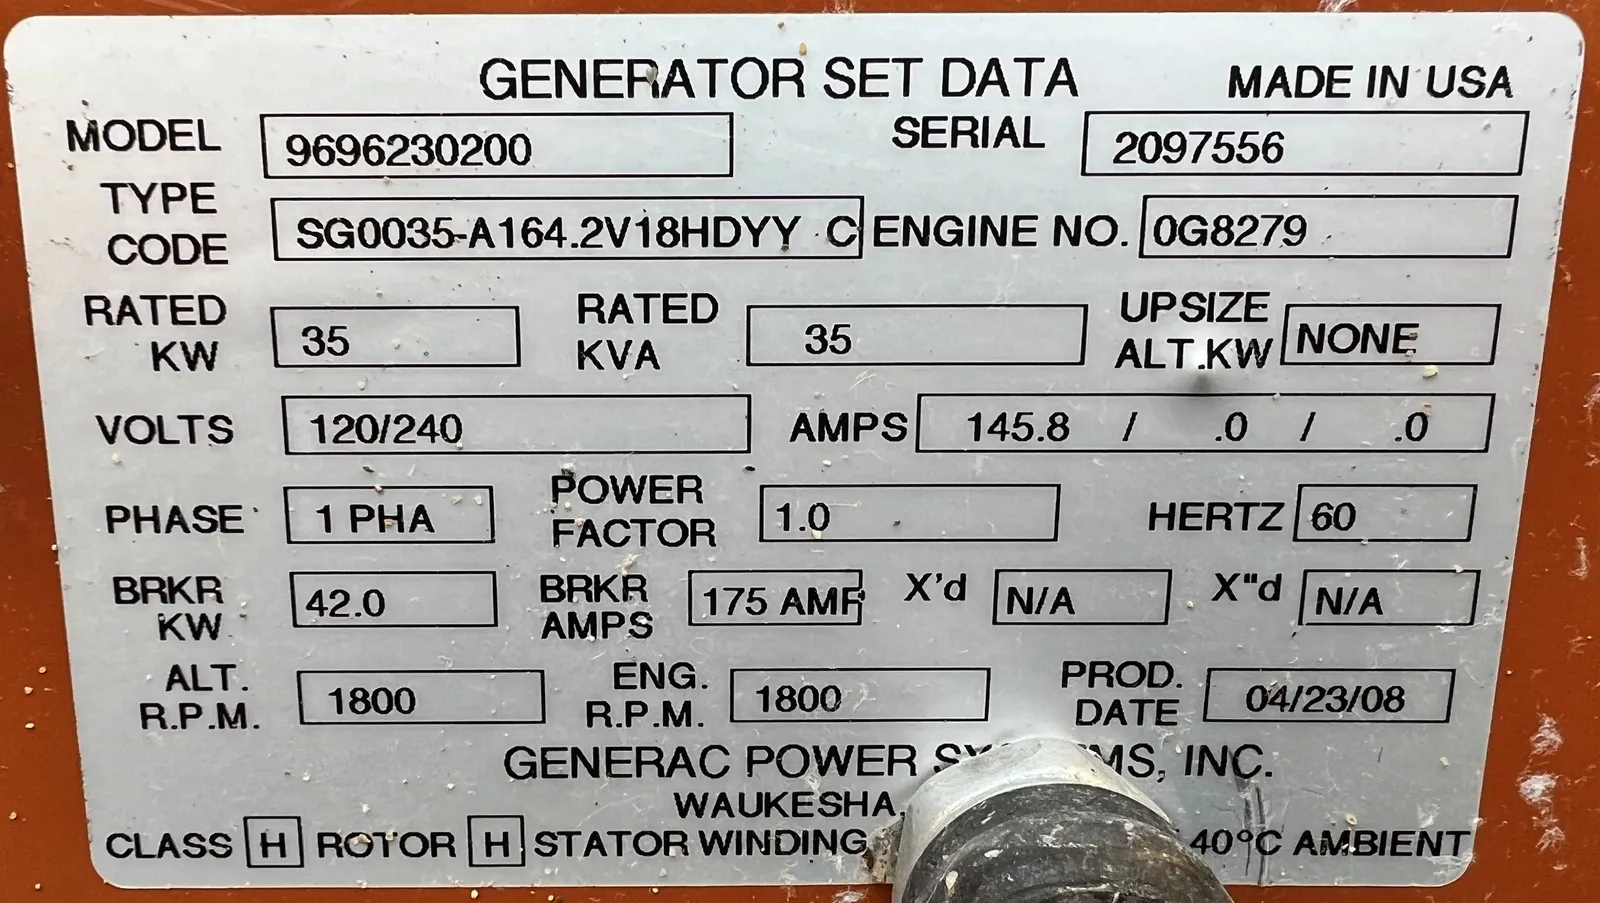 GENERATOR SET DATA MADE IN USA
MODEL 9696230200 SERIAL 2097556
TYPE CODE SG0035-A164.2V18HDYY C ENGINE NO. 0G8279
RATED KW 35 RATED KVA 35 UPSIZE ALT.KW NONE
VOLTS 120/240 AMPS 145.8 / .0 / .0
PHASE 1 PHA POWER FACTOR 1.0 HERTZ 60
BRKR KW 42.0 BRKR AMPS 175 AMP X'd N/A X"d N/A
ALT. R.P.M. 1800 ENG. R.P.M. 1800 PROD. DATE 04/23/08
GENERAC POWER INC.
WAUKESHA,
CLASS H ROTOR H STATOR WINDING 40°C AMBIENT